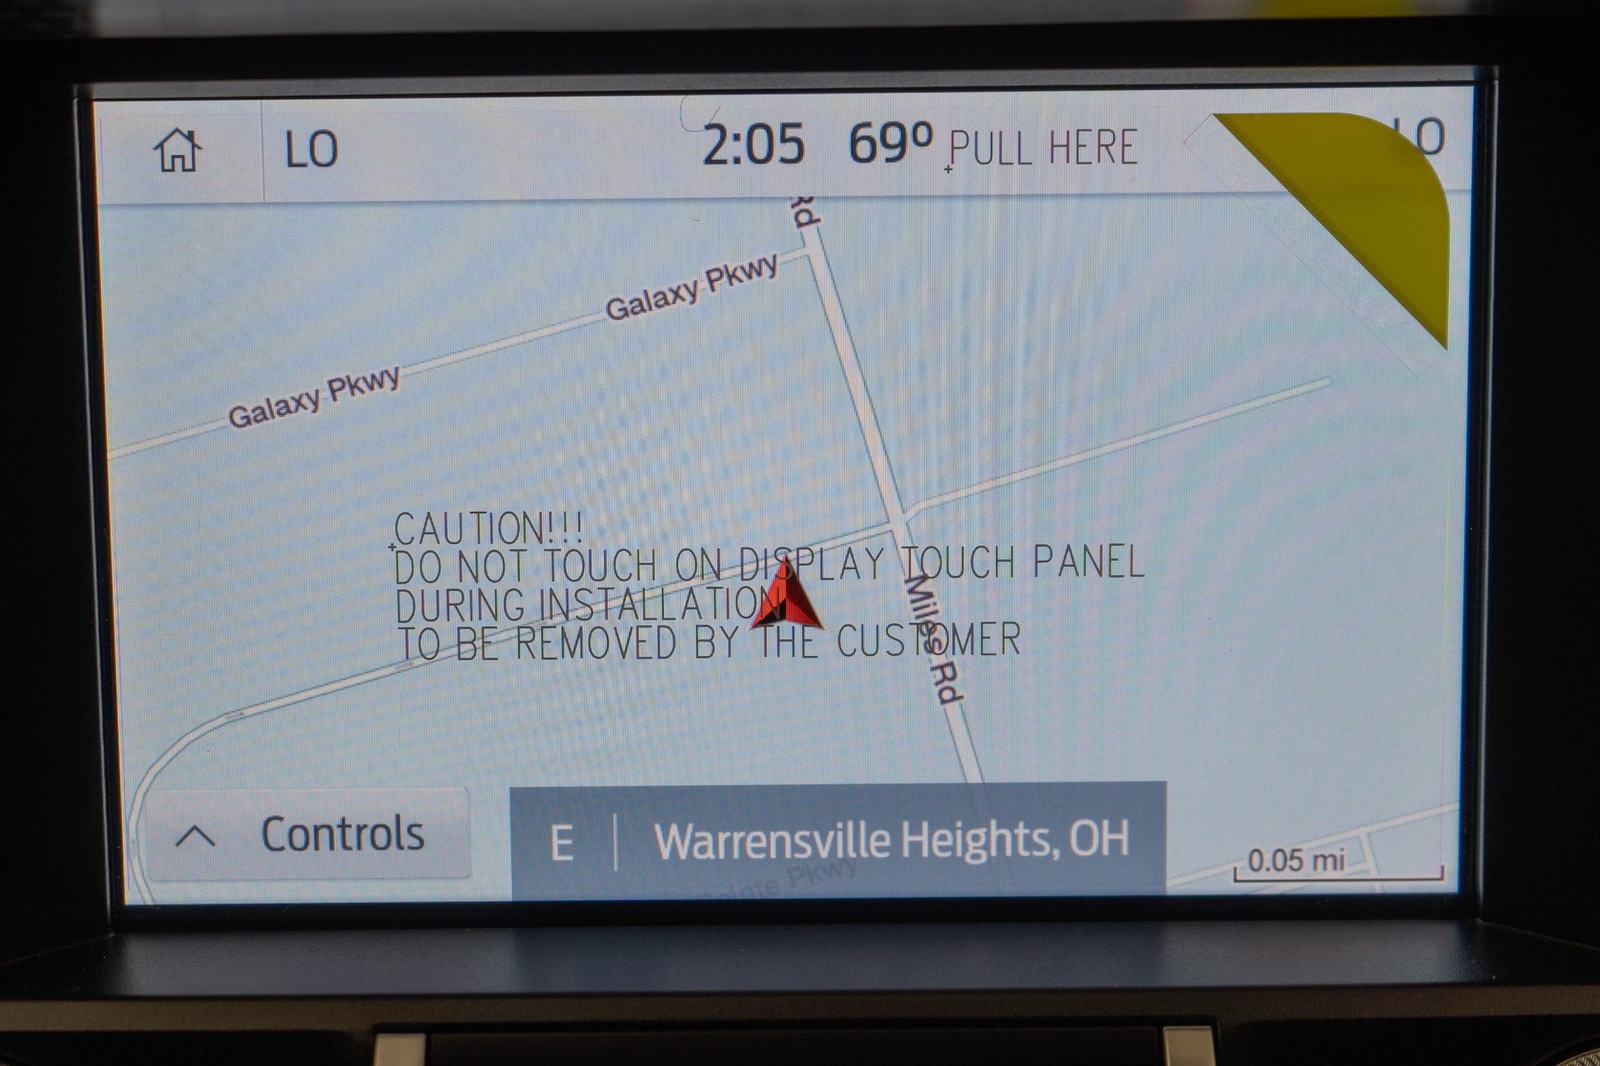 LO 2:05 69º PULL HERE LO
Rd
Galaxy Pkwy
Galaxy Pkwy
CAUTION!!!
DO NOT TOUCH ON DISPLAY TOUCH PANEL
DURING INSTALLATION
TO BE REMOVED BY THE CUSTOMER
Miles Rd
Controls
E Warrensville Heights, OH
0.05 mi
Pkwy